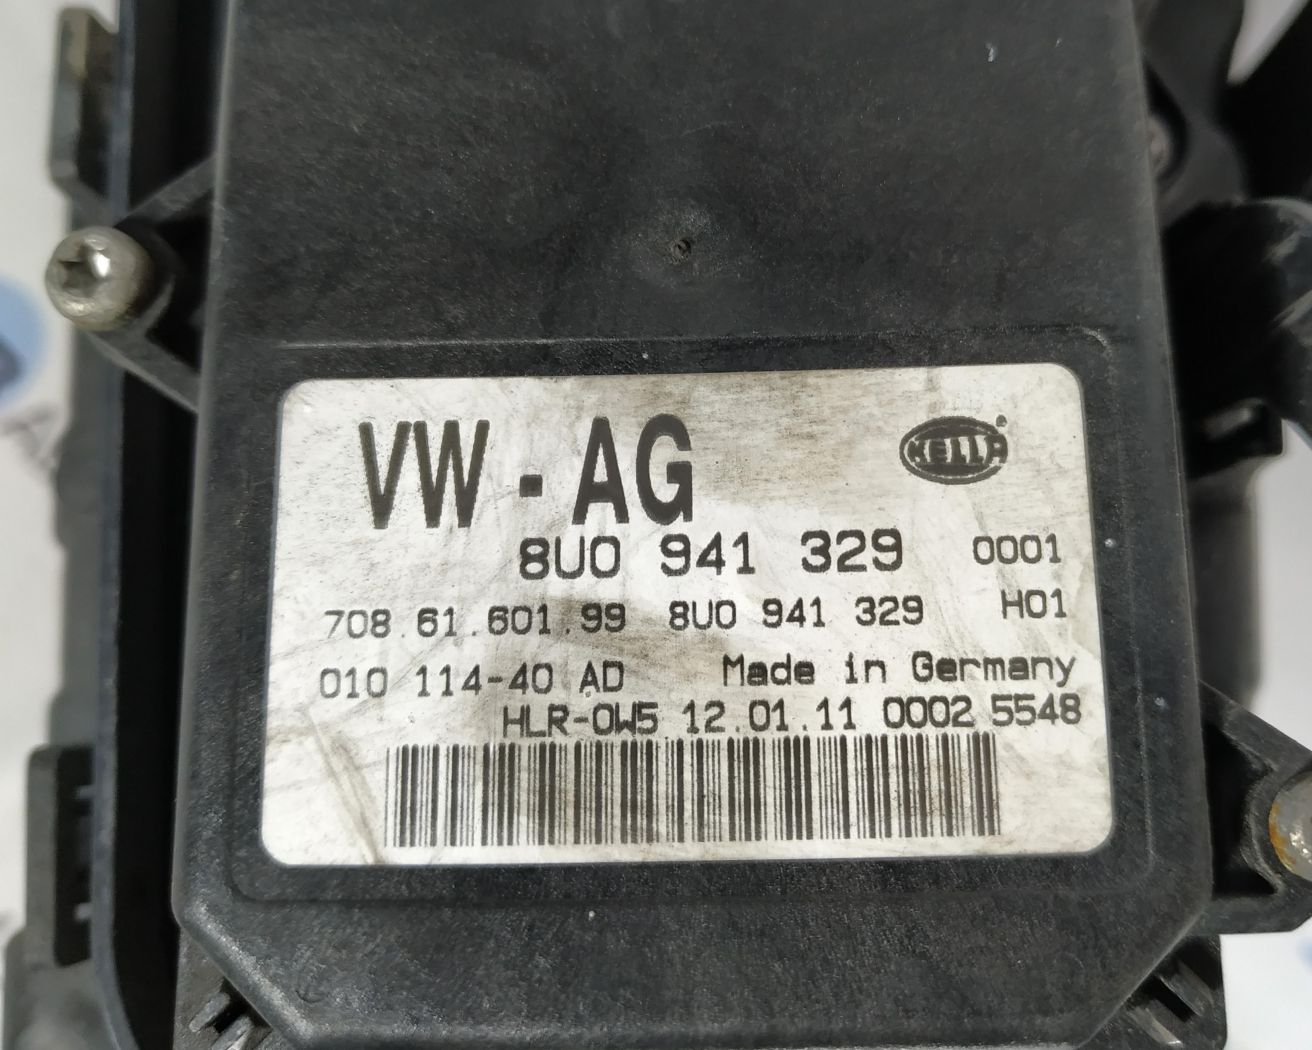 VW - AG HELLA®
8U0 941 329 0001
708.61.601.99 8U0 941 329 H01
010 114-40 AD Made in Germany
HLR-0W5 12.01.11 0002 5548